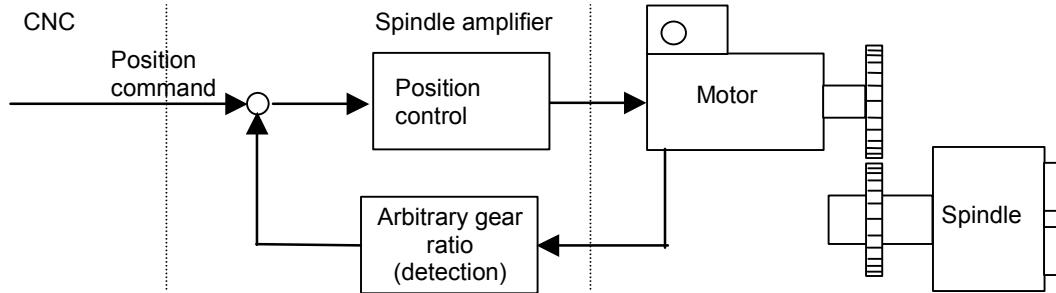 CNC
Spindle amplifier
Position
command
Position
control
Motor
Arbitrary gear
ratio
(detection)
Spindle